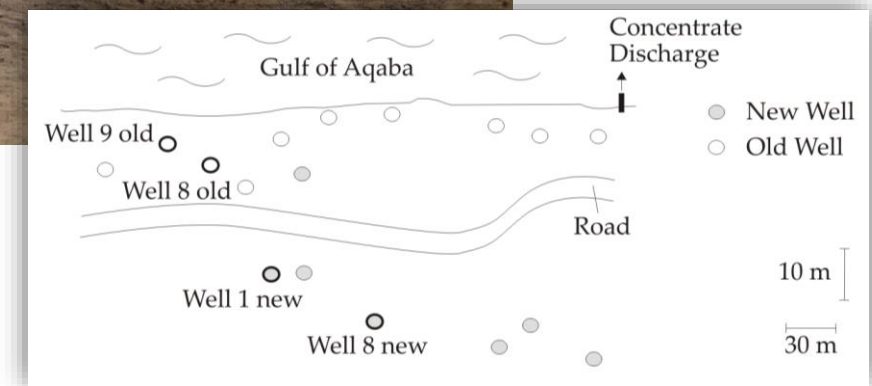 Concentrate
Discharge
Gulf of Aqaba
New Well
Well 9 old
Old Well
Well 8 old
Road
10 m
Well 1 new
Well 8 new
30 m